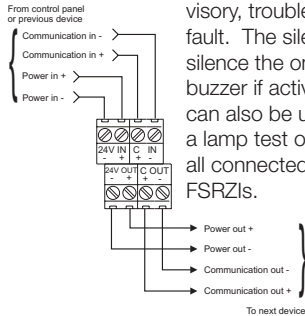 From control panel
or previous device
Communication in -
Communication in +
Power in +
Power in -
24V IN C IN
- + + -
24V OUT C OUT
- + + -
Power out +
Power out -
Communication out -
Communication out +
To next device
visory, trouble
fault. The sile
silence the on
buzzer if activ
can also be u
a lamp test o
all connected
FSRZIs.